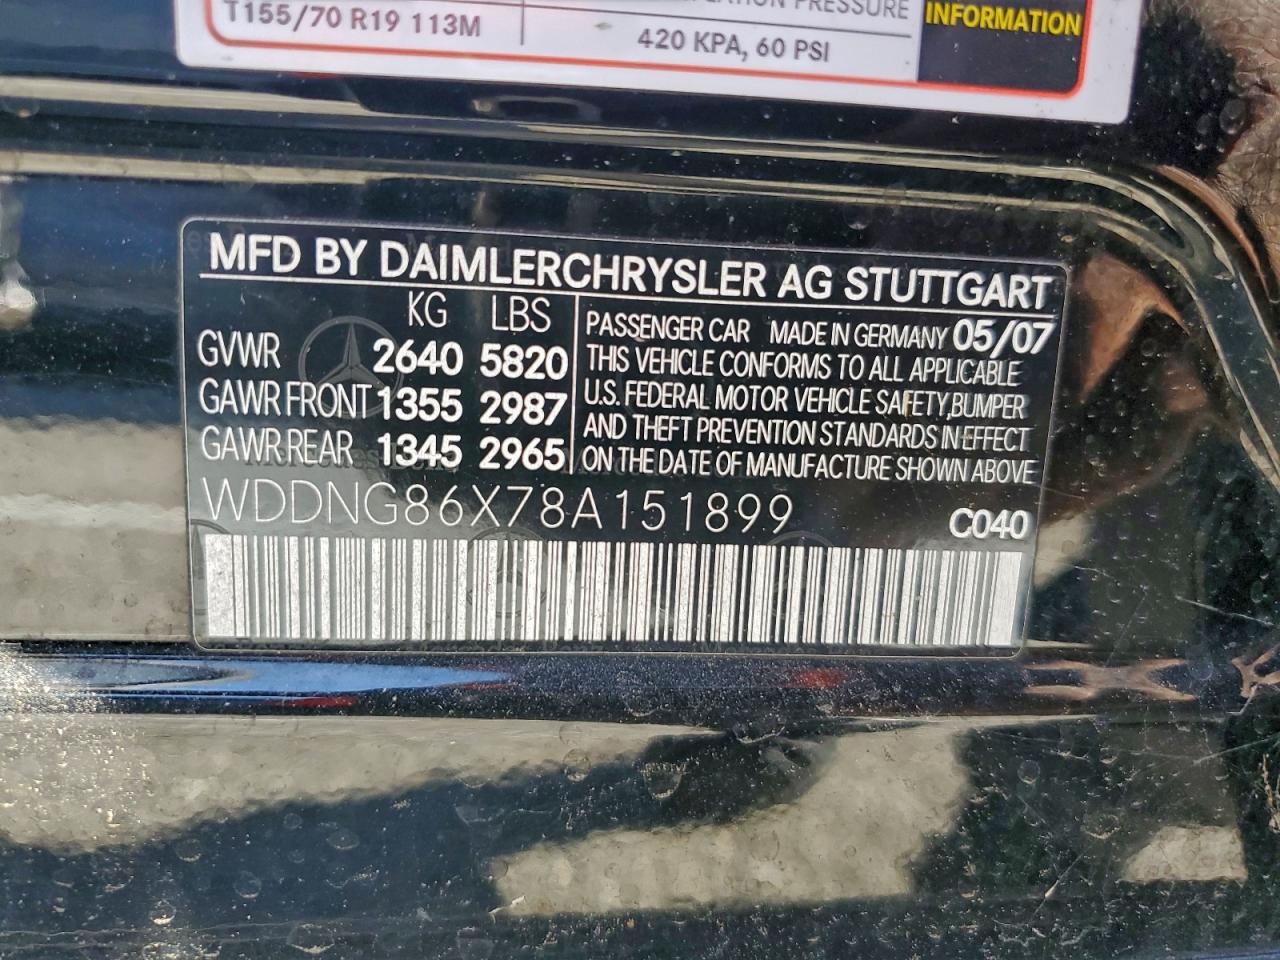 PRESSURE
INFORMATION
T155/70 R19 113M
420 KPA, 60 PSI
MFD BY DAIMLERCHRYSLER AG STUTTGART
KG LBS
GVWR 2640 5820
GAWR FRONT 1355 2987
GAWR REAR 1345 2965
PASSENGER CAR MADE IN GERMANY 05/07
THIS VEHICLE CONFORMS TO ALL APPLICABLE
U.S. FEDERAL MOTOR VEHICLE SAFETY, BUMPER
AND THEFT PREVENTION STANDARDS IN EFFECT
ON THE DATE OF MANUFACTURE SHOWN ABOVE
WDDNG86X78A151899
C040